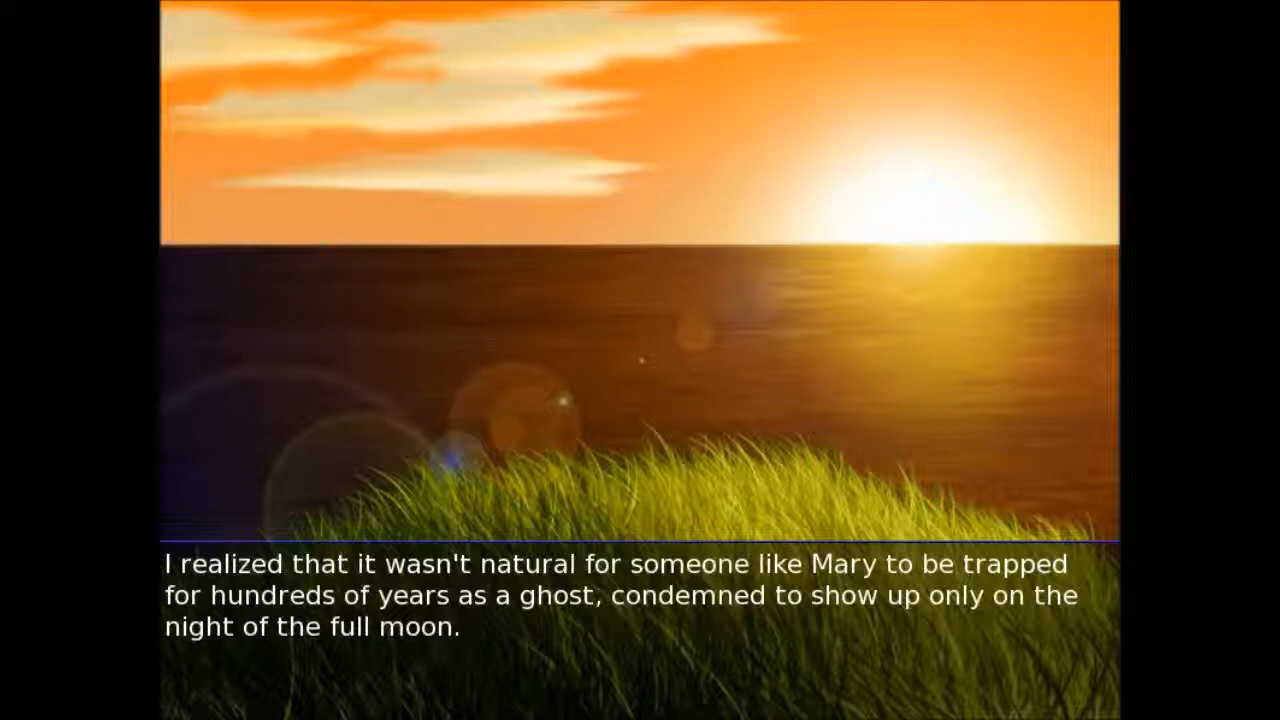 I realized that it wasn't natural for someone like Mary to be trapped
for hundreds of years as a ghost, condemned to show up only on the
night of the full moon.